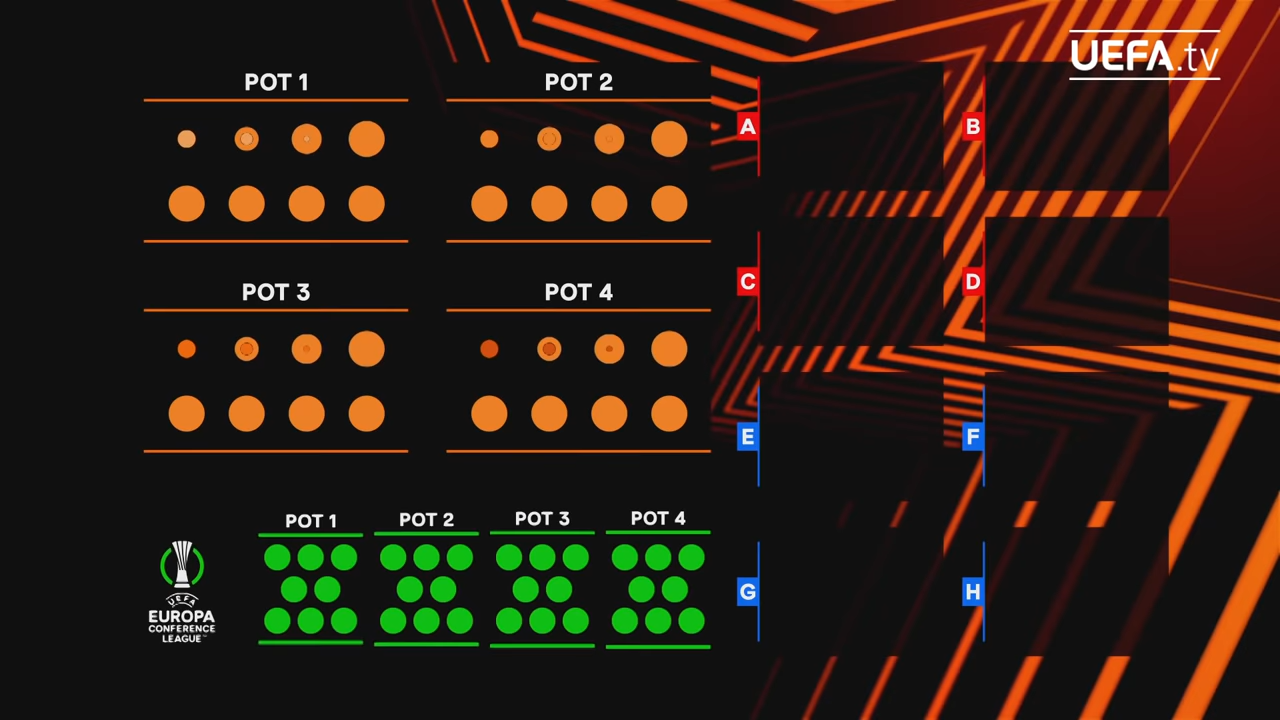 UEFA.tv
POT 1
POT 2
A
B
C
D
POT 3
POT 4
E
F
POT 1
POT 2
POT 3
POT 4
G
H
UEFA
EUROPA
CONFERENCE
LEAGUE™